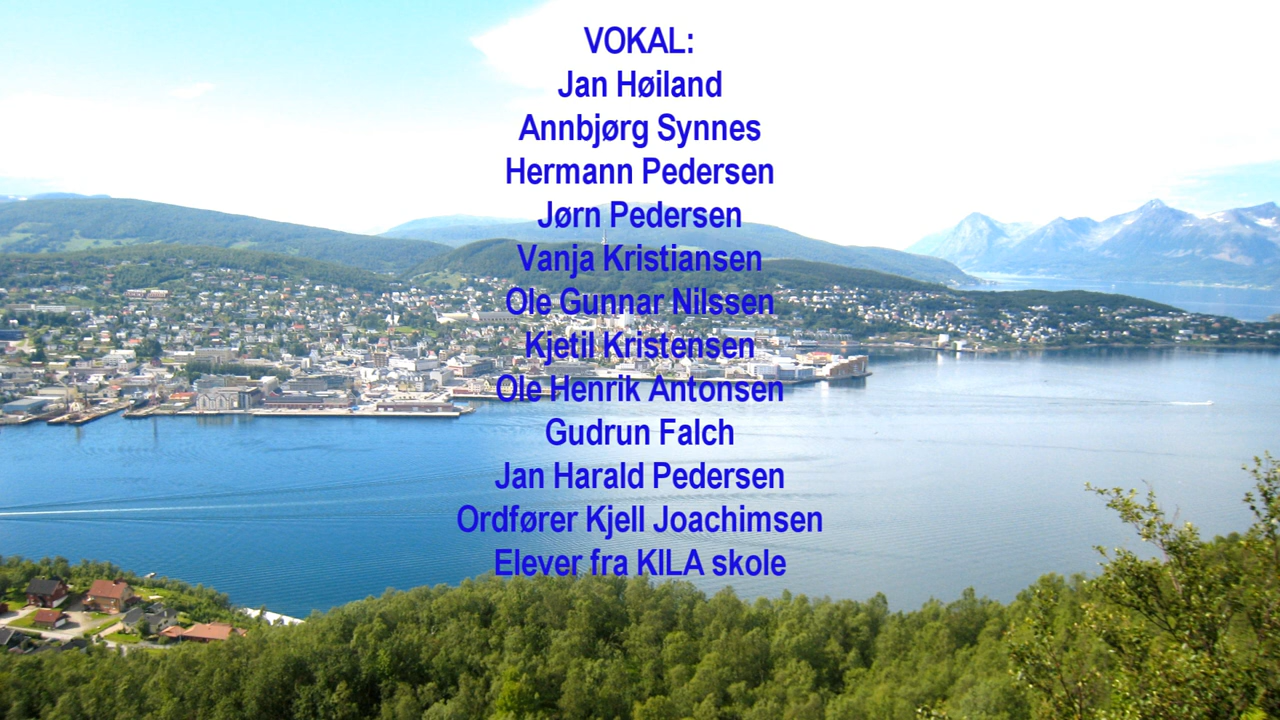 VOKAL:
Jan Høiland
Annbjørg Synnes
Hermann Pedersen
Jørn Pedersen
Vanja Kristiansen
Ole Gunnar Nilssen
Kjetil Kristensen
Ole Henrik Antonsen
Gudrun Falch
Jan Harald Pedersen
Ordfører Kjell Joachimsen
Elever fra KILA skole